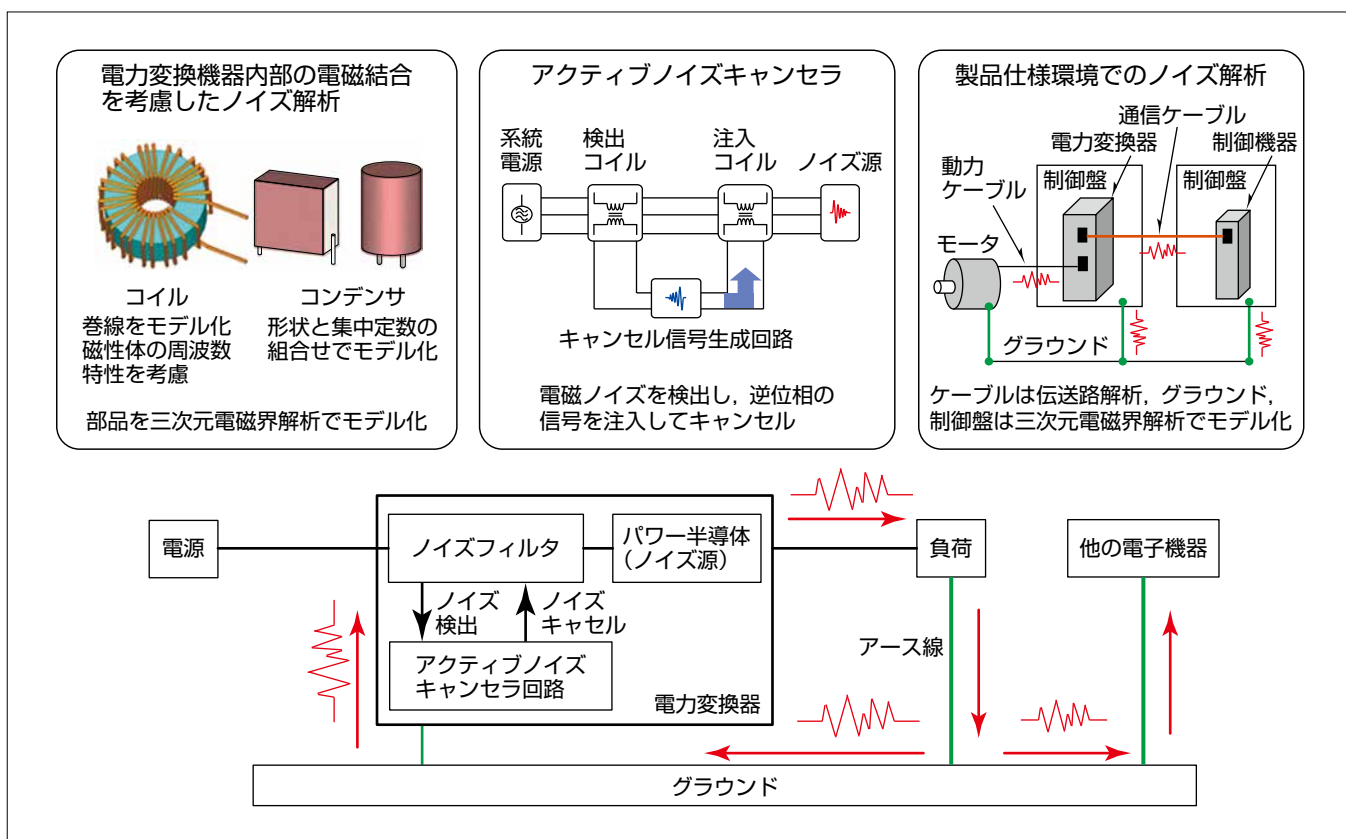 電力変換機器内部の電磁結合
を考慮したノイズ解析
コイル
巻線をモデル化
磁性体の周波数
特性を考慮
コンデンサ
形状と集中定数の
組合せでモデル化
部品を三次元電磁界解析でモデル化
アクティブノイズキャンセラ
系統
電源
検出
コイル
注入
コイル
ノイズ源
キャンセル信号生成回路
電磁ノイズを検出し，逆位相の
信号を注入してキャンセル
製品仕様環境でのノイズ解析
通信ケーブル
電力変換器
制御機器
動力
ケーブル
制御盤
制御盤
モータ
グラウンド
ケーブルは伝送路解析，グラウンド，
制御盤は三次元電磁界解析でモデル化
電源
ノイズフィルタ
パワー半導体
（ノイズ源）
負荷
他の電子機器
ノイズ
検出
ノイズ
キャセル
アクティブノイズ
キャンセラ回路
電力変換器
アース線
グラウンド